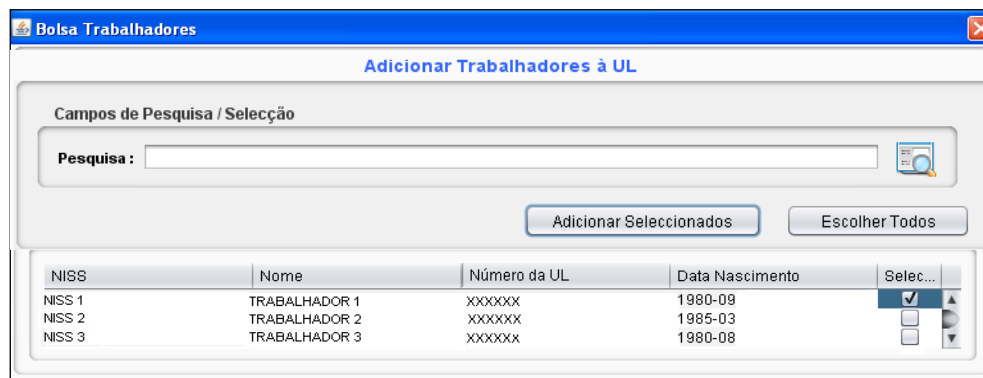 Bolsa Trabalhadores
Adicionar Trabalhadores à UL
Campos de Pesquisa / Selecção
Pesquisa :
Adicionar Seleccionados Escolher Todos
NISS Nome Número da UL Data Nascimento Selec...
NISS 1 TRABALHADOR 1 XXXXXX 1980-09
NISS 2 TRABALHADOR 2 XXXXXX 1985-03
NISS 3 TRABALHADOR 3 XXXXXX 1980-08